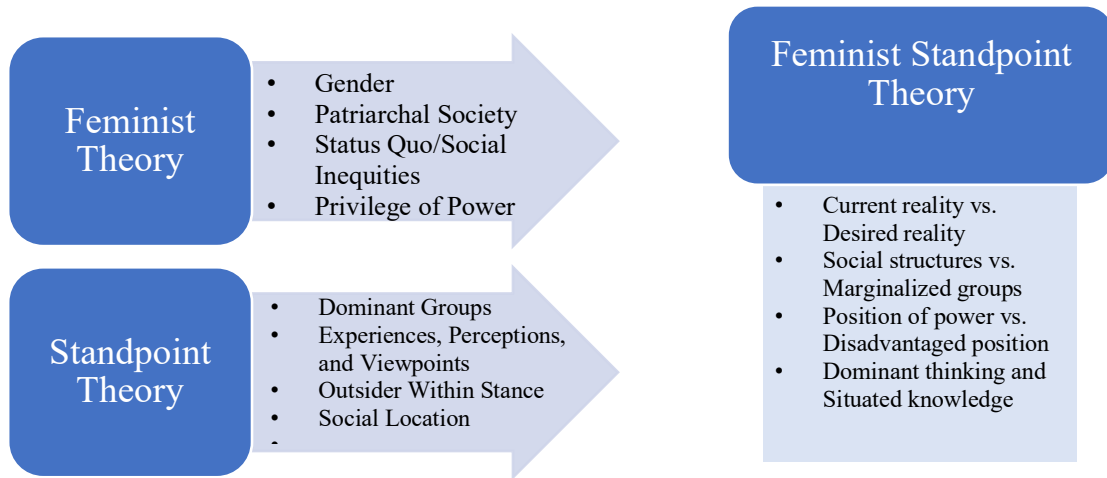 Feminist
Theory
• Gender
• Patriarchal Society
• Status Quo/Social
Inequities
• Privilege of Power
Standpoint
Theory
• Dominant Groups
• Experiences, Perceptions,
and Viewpoints
• Outsider Within Stance
• Social Location
•
Feminist Standpoint
Theory
• Current reality vs.
Desired reality
• Social structures vs.
Marginalized groups
• Position of power vs.
Disadvantaged position
• Dominant thinking and
Situated knowledge